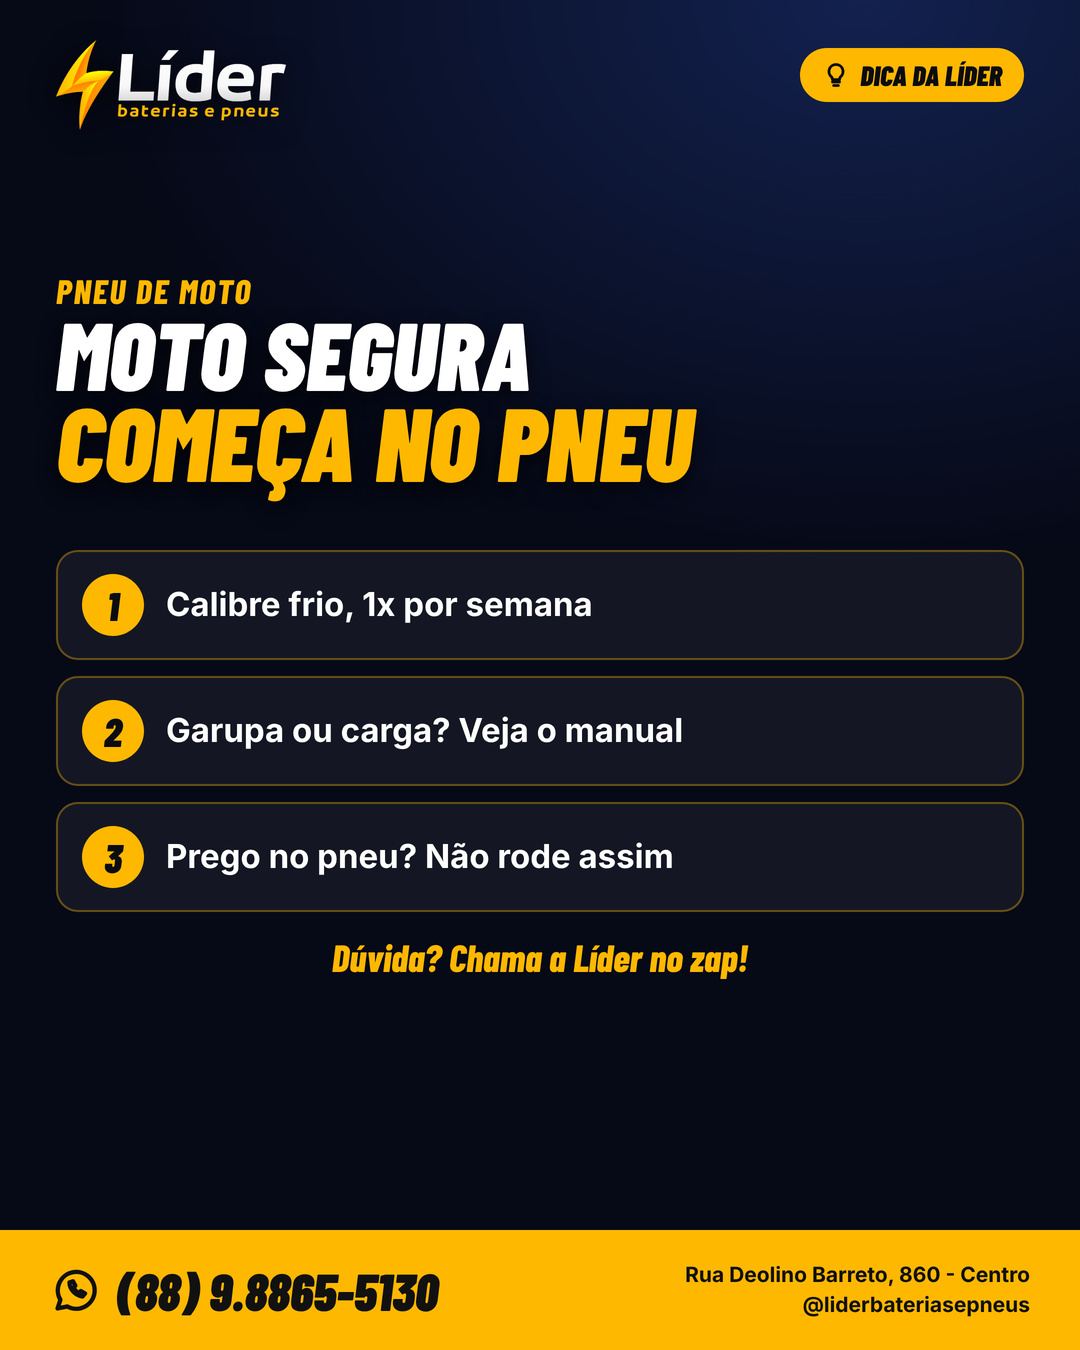 Líder
baterias e pneus
DICA DA LÍDER
PNEU DE MOTO
MOTO SEGURA
COMEÇA NO PNEU
1 Calibre frio, 1x por semana
2 Garupa ou carga? Veja o manual
3 Prego no pneu? Não rode assim
Dúvida? Chama a Líder no zap!
(88) 9.8865-5130
Rua Deolino Barreto, 860 - Centro
@liderbateriasepneus